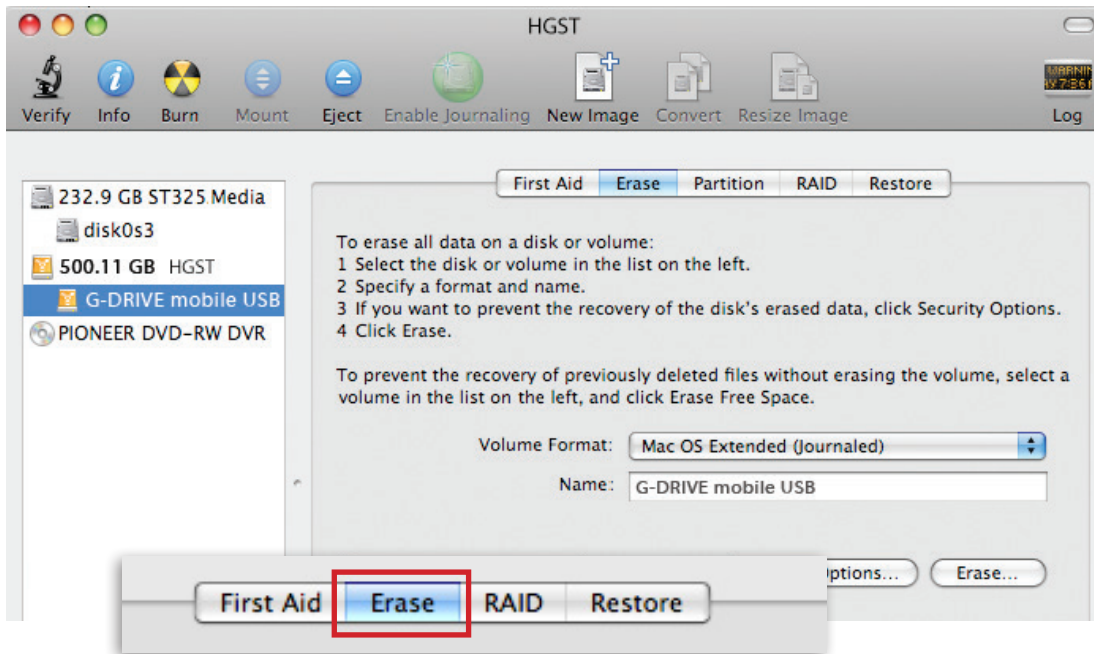 HGST
Verify Info Burn Mount Eject Enable Journaling New Image Convert Resize Image Log
232.9 GB ST325 Media
disk0s3
500.11 GB HGST
G-DRIVE mobile USB
PIONEER DVD-RW DVR
First Aid Erase Partition RAID Restore
To erase all data on a disk or volume:
1 Select the disk or volume in the list on the left.
2 Specify a format and name.
3 If you want to prevent the recovery of the disk's erased data, click Security Options.
4 Click Erase.
To prevent the recovery of previously deleted files without erasing the volume, select a
volume in the list on the left, and click Erase Free Space.
Volume Format: Mac OS Extended (Journaled)
Name: G-DRIVE mobile USB
Erase...
First Aid Erase RAID Restore